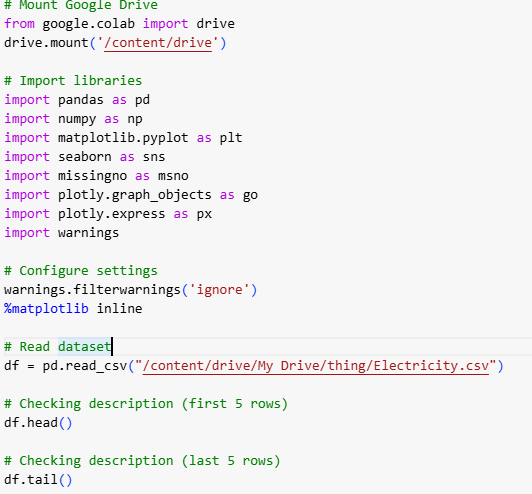 # Mount Google Drive
from google.colab import drive
drive.mount('/content/drive')
# Import libraries
import pandas as pd
import numpy as np
import matplotlib.pyplot as plt
import seaborn as sns
import missingno as msno
import plotly.graph_objects as go
import plotly.express as px
import warnings
# Configure settings
warnings.filterwarnings('ignore')
%matplotlib inline
# Read dataset
df = pd.read_csv("/content/drive/My Drive/thing/Electricity.csv")
# Checking description (first 5 rows)
df.head()
# Checking description (last 5 rows)
df.tail()